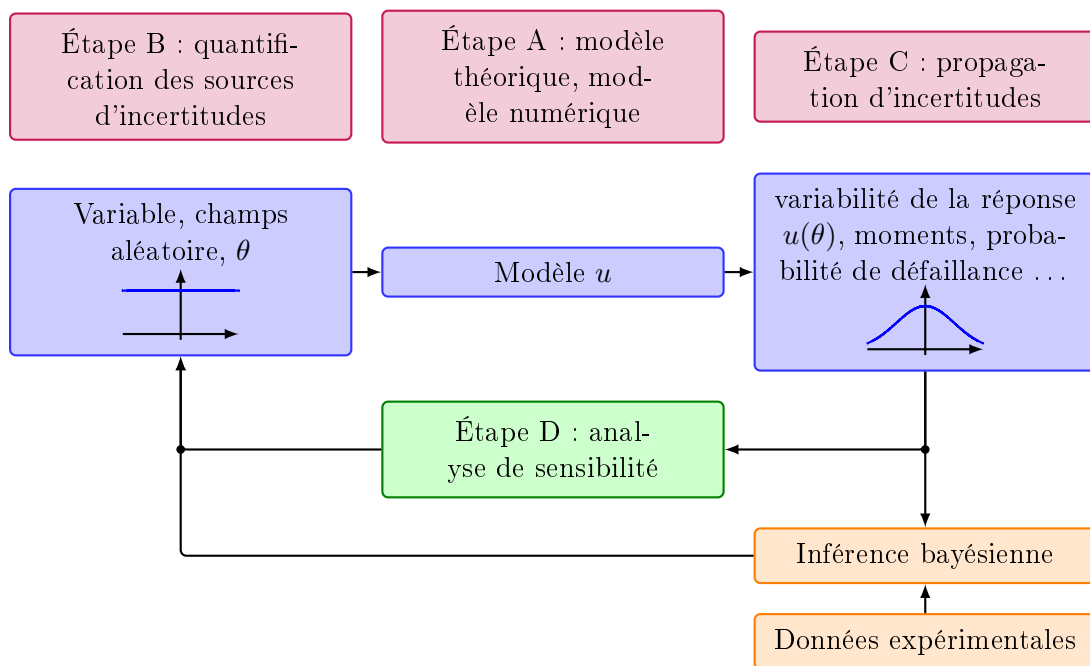 Étape B : quantifi-
cation des sources
d'incertitudes
Étape A : modèle
théorique, mod-
èle numérique
Étape C : propaga-
tion d'incertitudes
Variable, champs
aléatoire, θ
Modèle u
variabilité de la réponse
u(θ), moments, proba-
bilité de défaillance ...
Étape D : anal-
yse de sensibilité
Inférence bayésienne
Données expérimentales